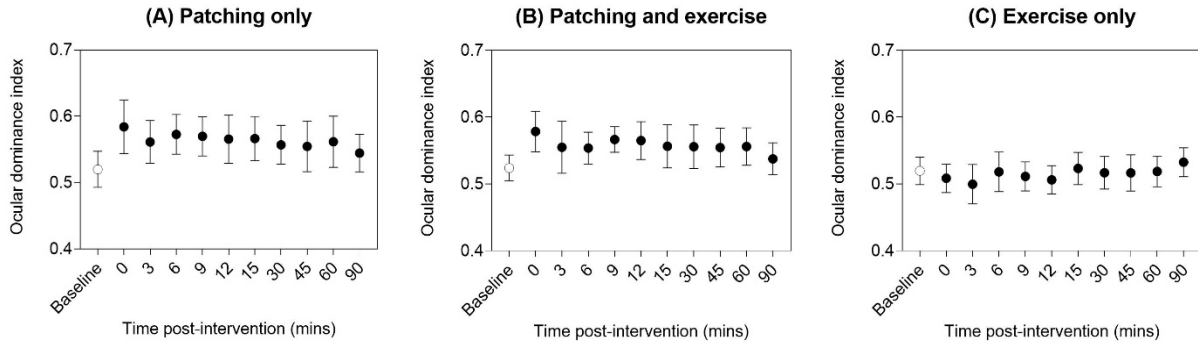 (A) Patching only
Ocular dominance index
0.7
0.6
0.5
0.4
Baseline 0 3 6 9 12 15 30 45 60 90
Time post-intervention (mins)
(B) Patching and exercise
Ocular dominance index
0.7
0.6
0.5
0.4
Baseline 0 3 6 9 12 15 30 45 60 90
Time post-intervention (mins)
(C) Exercise only
Ocular dominance index
0.7
0.6
0.5
0.4
Baseline 0 3 6 9 12 15 30 45 60 90
Time post-intervention (mins)